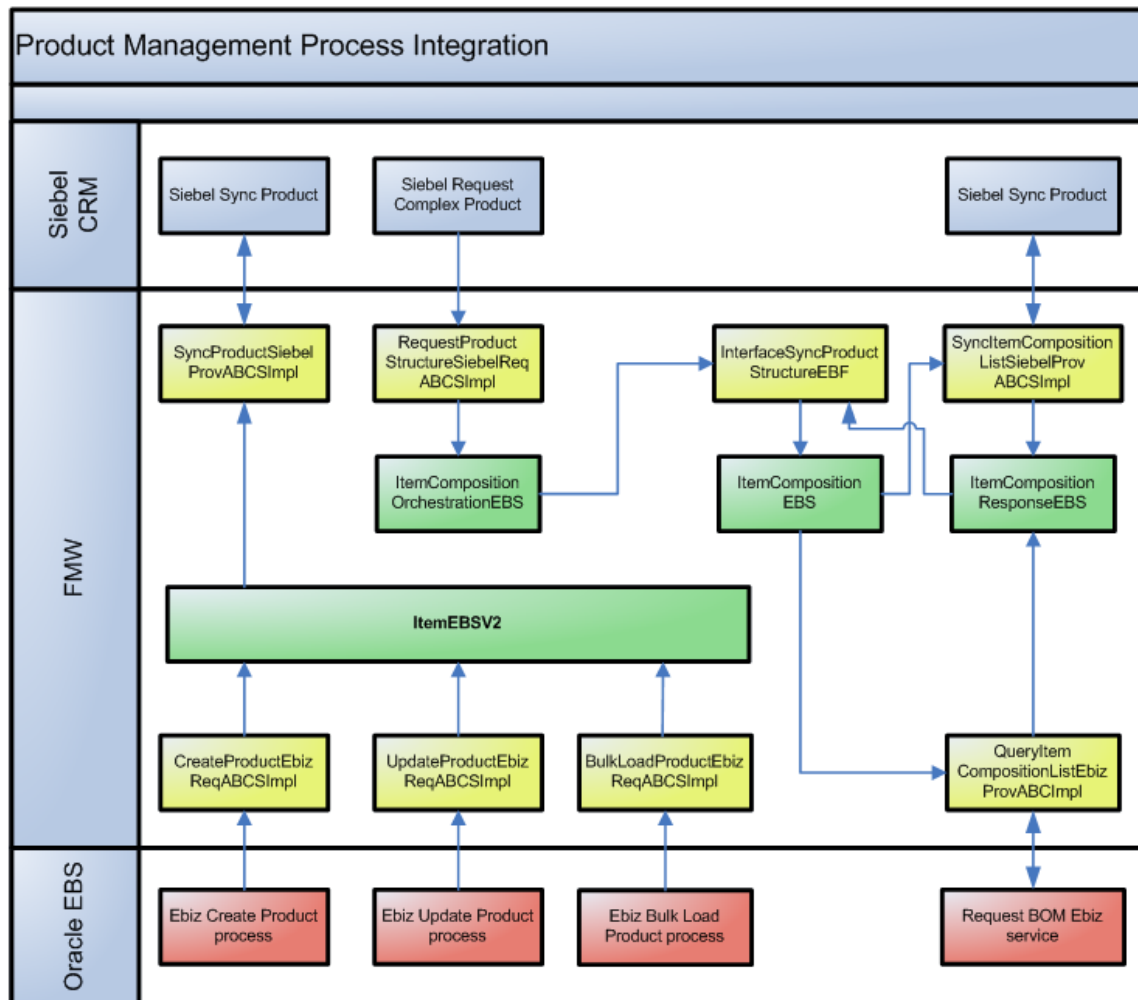 Product Management Process Integration
Siebel
CRM
Siebel Sync Product
Siebel Request
Complex Product
Siebel Sync Product
FMW
SyncProductSiebel
ProvABCSImpl
RequestProduct
StructureSiebelReq
ABCSImpl
InterfaceSyncProduct
StructureEBF
SyncItemComposition
ListSiebelProv
ABCSImpl
ItemComposition
OrchestrationEBS
ItemComposition
EBS
ItemComposition
ResponseEBS
ItemEBSV2
CreateProductEbiz
ReqABCSImpl
UpdateProductEbiz
ReqABCSImpl
BulkLoadProductEbiz
ReqABCSImpl
QueryItem
CompositionListEbiz
ProvABCImpl
Oracle EBS
Ebiz Create Product
process
Ebiz Update Product
process
Ebiz Bulk Load
Product process
Request BOM Ebiz
service